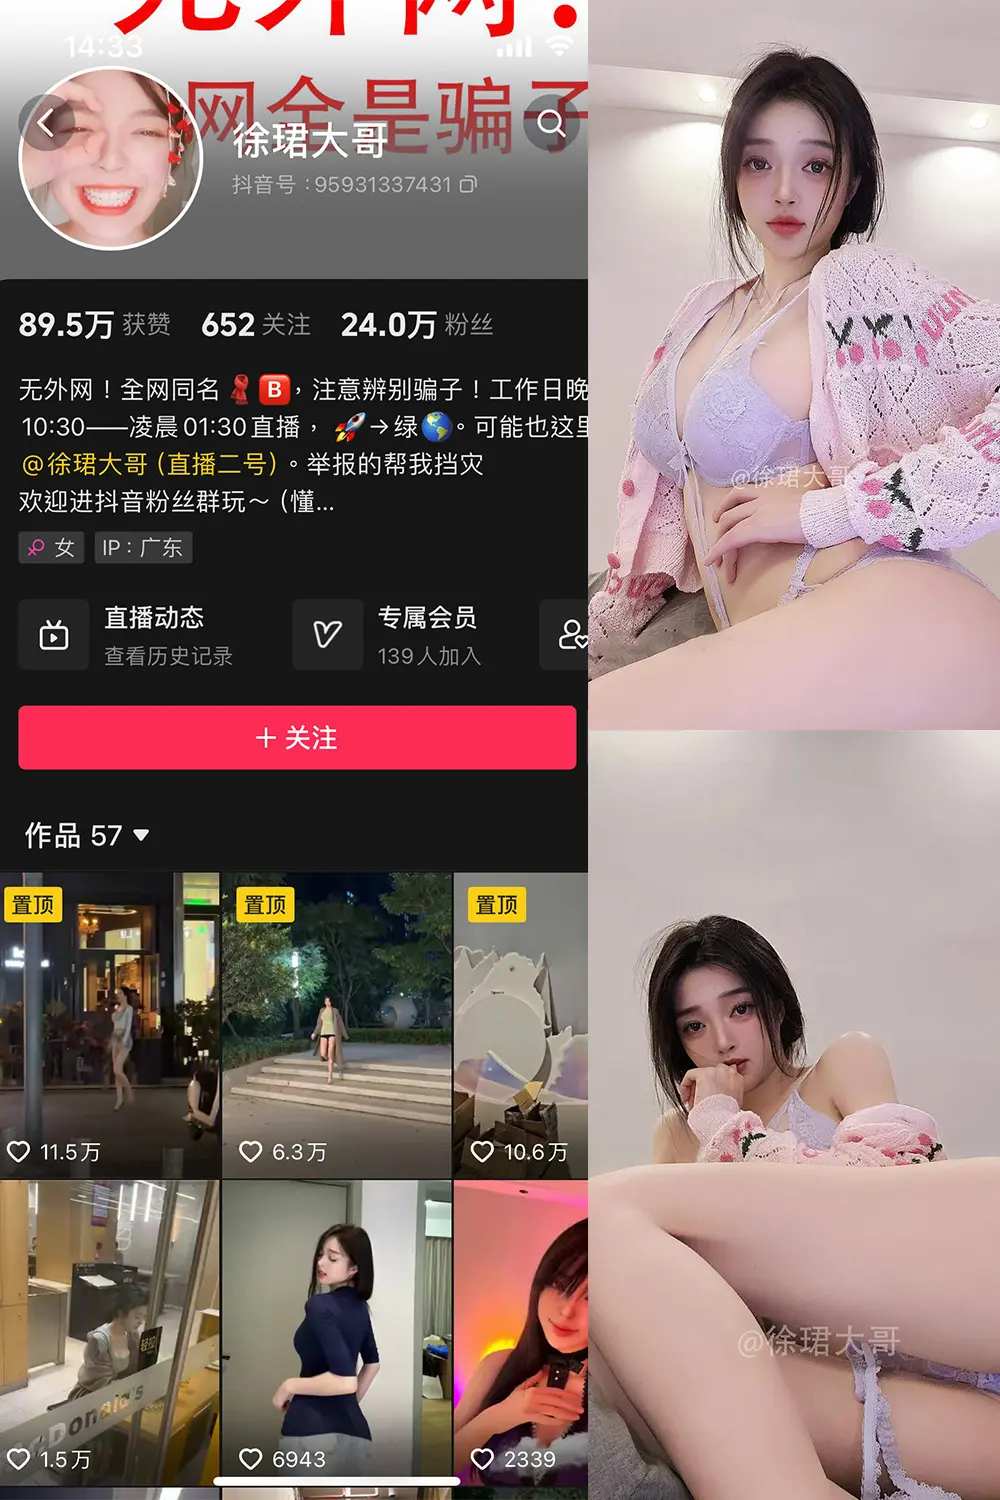 无外网！
14:33
网全是骗子
徐珺大哥
抖音号：95931337431
89.5万 获赞 652 关注 24.0万 粉丝
无外网！全网同名🧣🅱️，注意辨别骗子！工作日晚
10:30——凌晨01:30直播，🚀→绿🌎。可能也这里
@徐珺大哥（直播二号）。举报的帮我挡灾
欢迎进抖音粉丝群玩～（懂...
女 IP：广东
直播动态
查看历史记录
专属会员
139人加入
＋关注
作品 57
置顶
置顶
置顶
11.5万
6.3万
10.6万
Donald's
1.5万
6943
2339
@徐珺大哥
@徐珺大哥